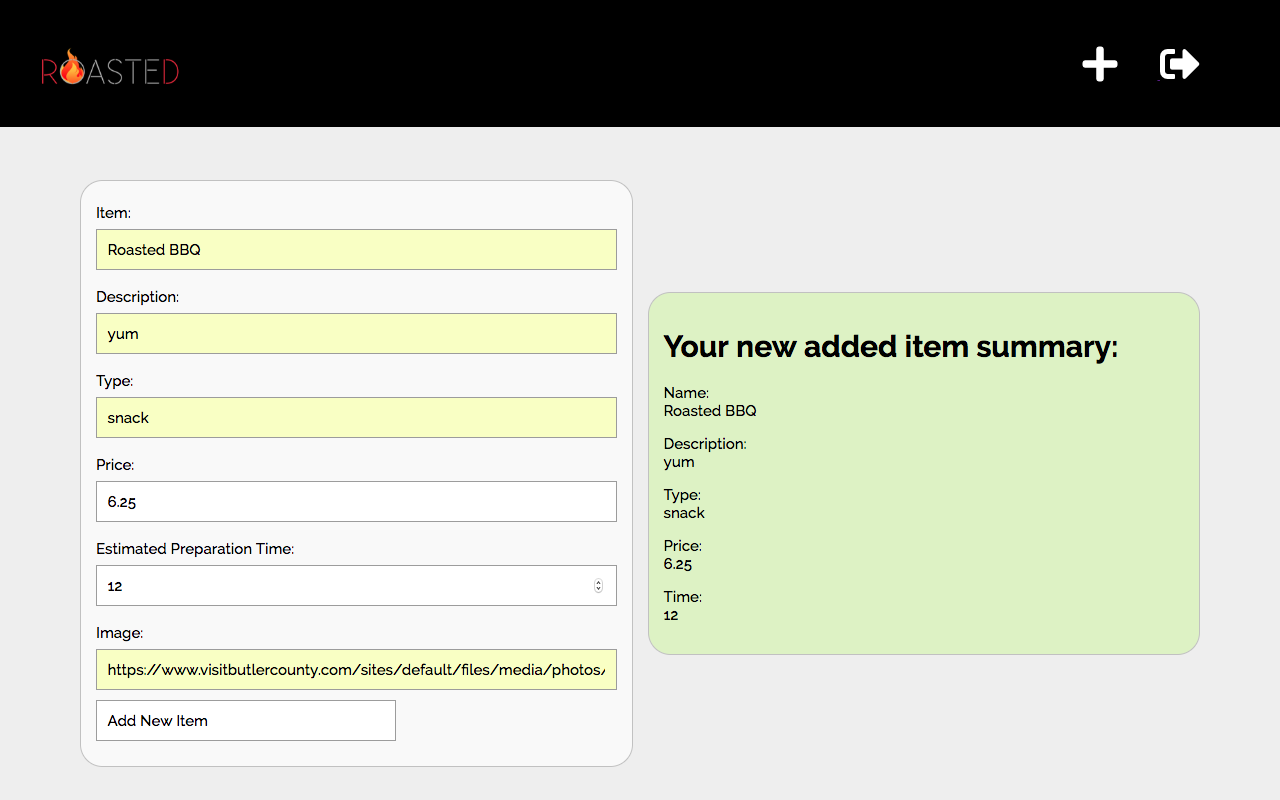 ROASTED
Item:
Roasted BBQ
Description:
yum
Type:
snack
Price:
6.25
Estimated Preparation Time:
12
Image:
https://www.visitbutlercounty.com/sites/default/files/media/photos/
Add New Item
Your new added item summary:
Name:
Roasted BBQ
Description:
yum
Type:
snack
Price:
6.25
Time:
12